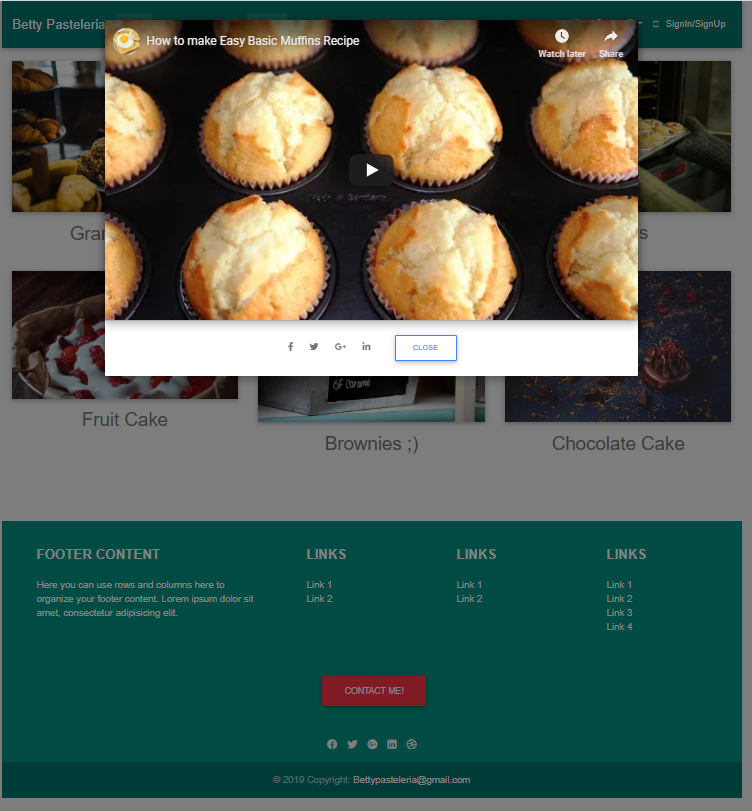 Betty Pasteleria
SignIn/SignUp
How to make Easy Basic Muffins Recipe
Watch later
Share
CLOSE
Fruit Cake
Brownies ;)
Chocolate Cake
FOOTER CONTENT
Here you can use rows and columns here to
organize your footer content. Lorem ipsum dolor sit
amet, consectetur adipisicing elit.
LINKS
Link 1
Link 2
LINKS
Link 1
Link 2
LINKS
Link 1
Link 2
Link 3
Link 4
CONTACT ME!
© 2019 Copyright: Bettypasteleria@gmail.com